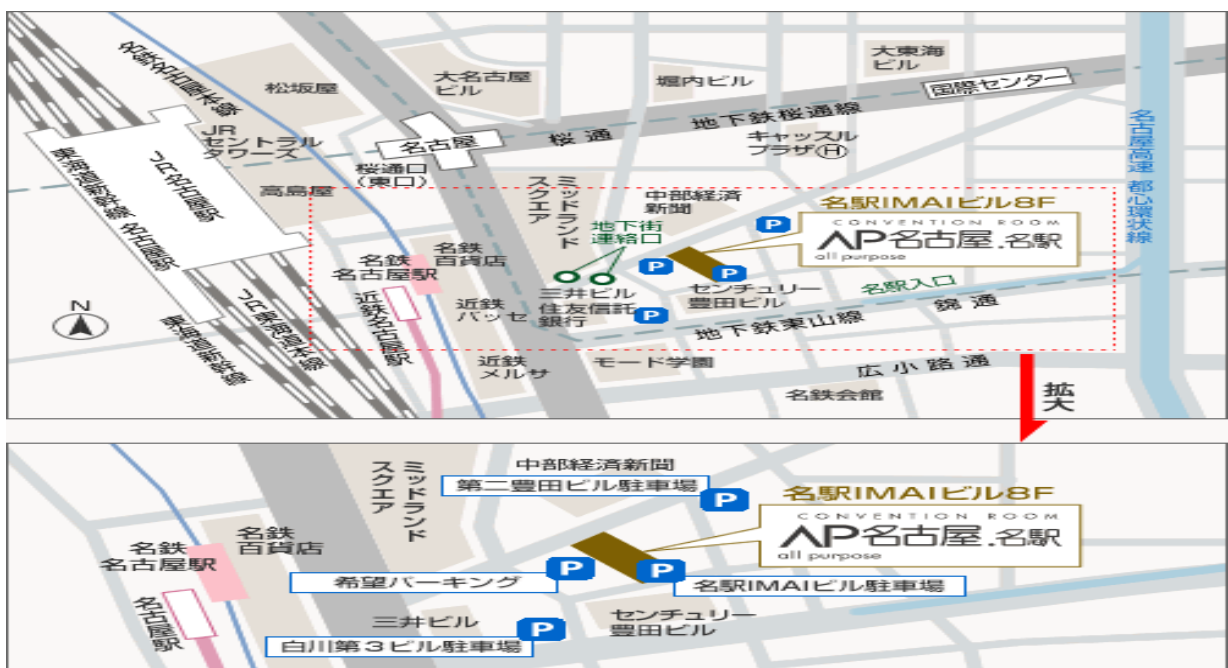 名鉄名古屋本線
松坂屋
大名古屋
ビル
堀内ビル
大東海
ビル
国際センター
JR
セントラル
タワーズ
名古屋
桜通
地下鉄桜通線
キャッスル
プラザ Ⓗ
名古屋高速 都心環状線
東海道新幹線
JR名古屋駅
名古屋駅
高島屋
桜通口
(東口)
ミッドランド
スクエア
中部経済
新聞
名駅IMAIビル8F
CONVENTION ROOM
AP名古屋.名駅
all purpose
P
地下街
連絡口
名鉄
百貨店
名鉄
名古屋駅
P
P
N
近鉄名古屋駅
近鉄
パッセ
三井ビル
住友信託
銀行
P
センチュリー
豊田ビル
名駅入口
錦通
地下鉄東山線
東海道新幹線
JR東海道本線
近鉄
メルサ
モード学園
広小路通
名鉄会館
拡大
ミッドランド
スクエア
中部経済新聞
第二豊田ビル駐車場
P
名駅IMAIビル8F
CONVENTION ROOM
AP名古屋.名駅
all purpose
名鉄
百貨店
名鉄
名古屋駅
希望パーキング
P
P
名駅IMAIビル駐車場
名古屋駅
三井ビル
P
センチュリー
豊田ビル
白川第3ビル駐車場